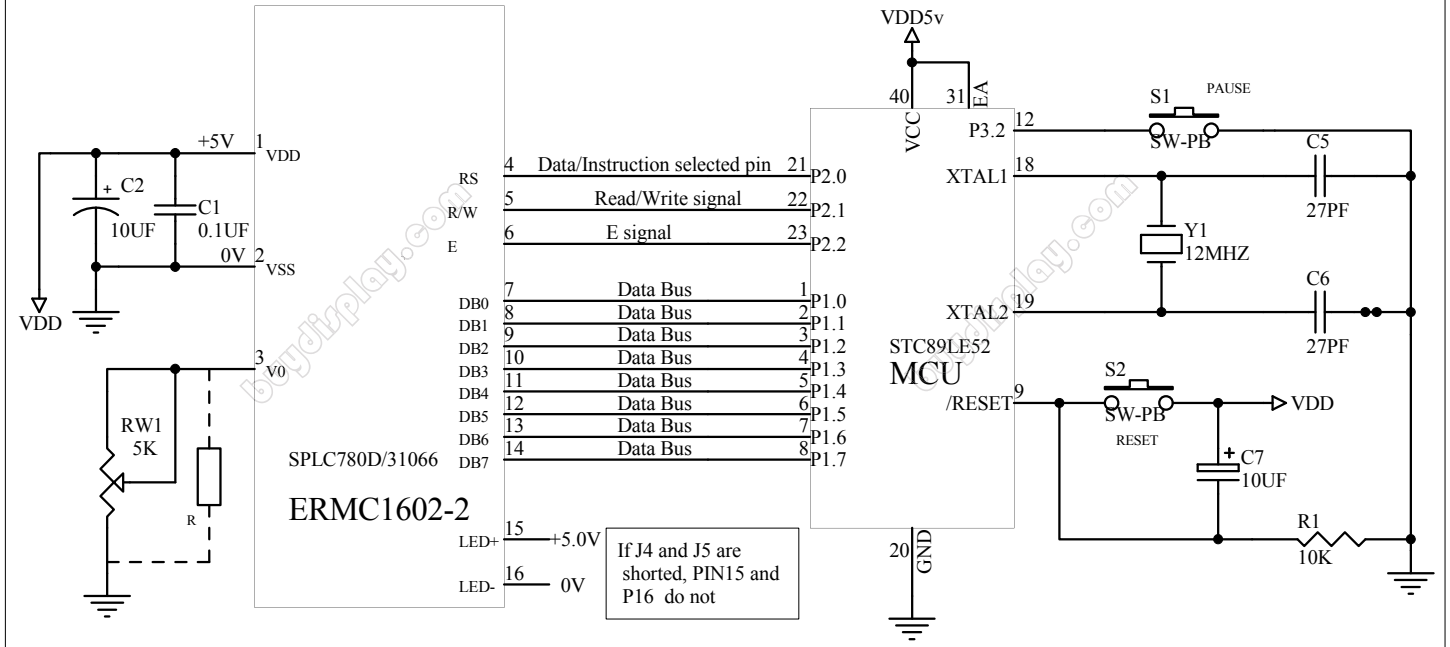 VDD5v
40
31
VCC
EA
+5V
1
VDD
C2
+
10UF
C1
0.1UF
0V
2
VSS
VDD
3
V0
RW1
5K
R
SPLC780D/31066
ERMC1602-2
RS
4
Data/Instruction selected pin
21
P2.0
R/W
5
Read/Write signal
22
P2.1
E
6
E signal
23
P2.2
DB0
7
Data Bus
1
P1.0
DB1
8
Data Bus
2
P1.1
DB2
9
Data Bus
3
P1.2
DB3
10
Data Bus
4
P1.3
DB4
11
Data Bus
5
P1.4
DB5
12
Data Bus
6
P1.5
DB6
13
Data Bus
7
P1.6
DB7
14
Data Bus
8
P1.7
LED+
15
+5.0V
LED-
16
0V
If J4 and J5 are
shorted, PIN15 and
P16 do not
P3.2
12
S1
PAUSE
SW-PB
XTAL1
18
C5
27PF
Y1
12MHZ
XTAL2
19
C6
27PF
STC89LE52
MCU
/RESET
9
S2
SW-PB
RESET
VDD
+
C7
10UF
R1
10K
20
GND
buydisplay.com
buydisplay.com